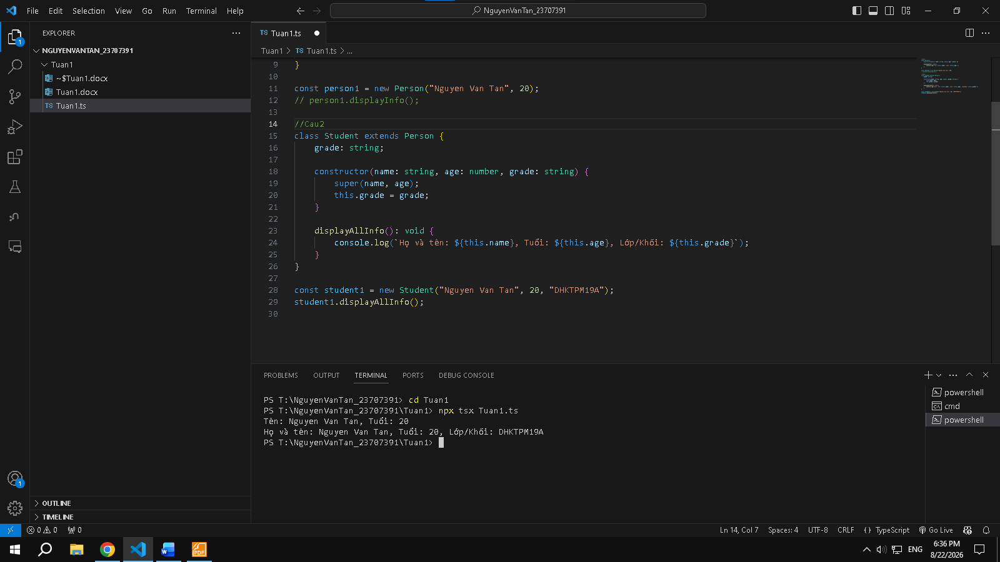 File Edit Selection View Go Run Terminal Help
NguyenVanTan_23707391
EXPLORER
NGUYENVANTAN_23707391
Tuan1
~$Tuan1.docx
Tuan1.docx
TS Tuan1.ts
1
TS Tuan1.ts
Tuan1 > TS Tuan1.ts > ...
9 }
10
11 const person1 = new Person("Nguyen Van Tan", 20);
12 // person1.displayInfo();
13
14 //Cau2
15 class Student extends Person {
16 grade: string;
17
18 constructor(name: string, age: number, grade: string) {
19 super(name, age);
20 this.grade = grade;
21 }
22
23 displayAllInfo(): void {
24 console.log(`Họ và tên: ${this.name}, Tuổi: ${this.age}, Lớp/Khối: ${this.grade}`);
25 }
26 }
27
28 const student1 = new Student("Nguyen Van Tan", 20, "DHKTPM19A");
29 student1.displayAllInfo();
30
PROBLEMS OUTPUT TERMINAL PORTS DEBUG CONSOLE
PS T:\NguyenVanTan_23707391> cd Tuan1
PS T:\NguyenVanTan_23707391\Tuan1> npx tsx Tuan1.ts
Tên: Nguyen Van Tan, Tuổi: 20
Họ và tên: Nguyen Van Tan, Tuổi: 20, Lớp/Khối: DHKTPM19A
PS T:\NguyenVanTan_23707391\Tuan1>
powershell
cmd
powershell
1
OUTLINE
TIMELINE
0 0 0
Ln 14, Col 7 Spaces: 4 UTF-8 CRLF {} TypeScript Go Live
PDF
ENG
6:36 PM
8/22/2026